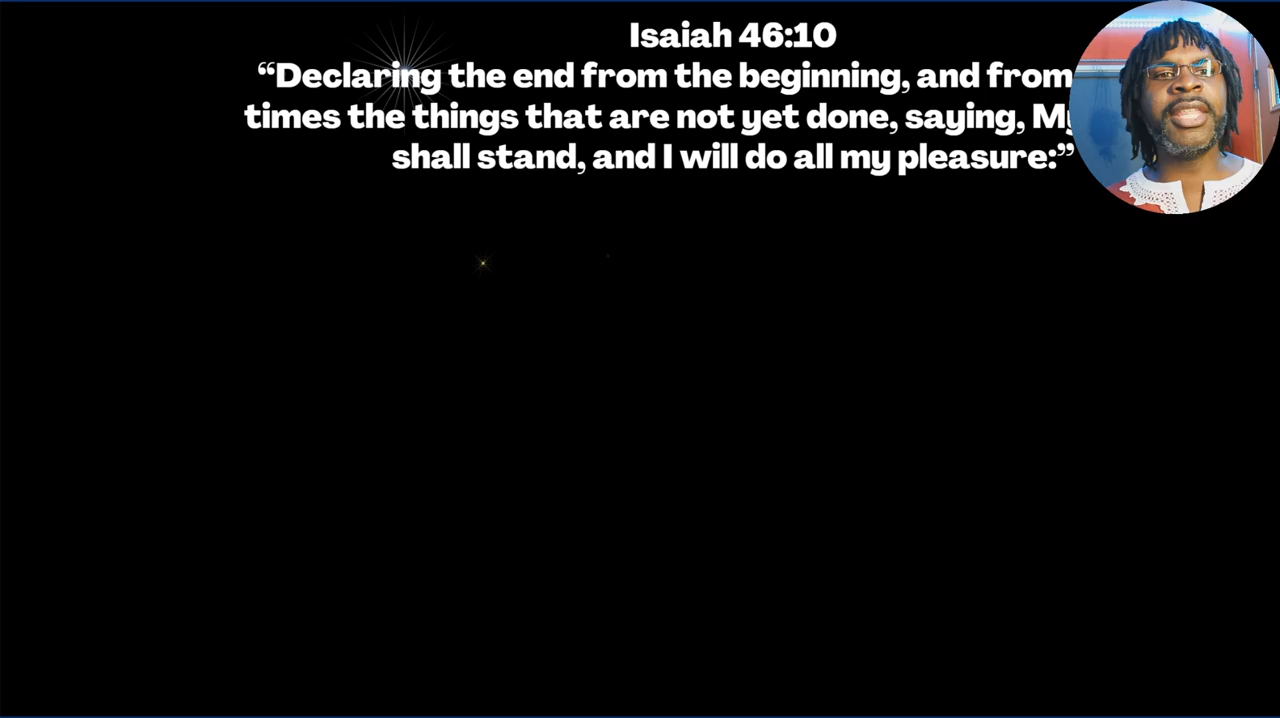 Isaiah 46:10
“Declaring the end from the beginning, and from
times the things that are not yet done, saying,
shall stand, and I will do all my pleasure:”